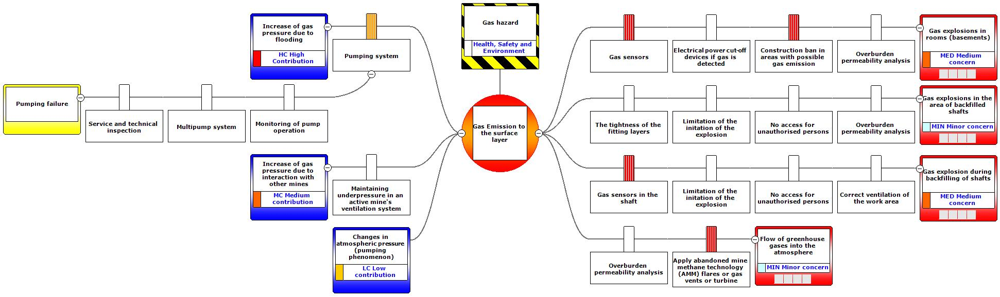 Gas hazard
Health, Safety and
Environment
Gas Emission to
the surface
layer
Increase of gas
pressure due to
flooding
HC High
Contribution
Pumping system
Pumping failure
Service and technical
inspection
Multipump system
Monitoring of pump
operation
Increase of gas
pressure due to
interaction with
other mines
MC Medium
contribution
Maintaining
underpressure in an
active mine's
ventilation system
Changes in
atmospheric pressure
(pumping
phenomenon)
LC Low
contribution
Gas sensors
Electrical power cut-off
devices if gas is
detected
Construction ban in
areas with possible
gas emission
Overburden
permeability analysis
Gas explosions in
rooms (basements)
MED Medium
concern
The tightness of the
fitting layers
Limitation of the
initation of the
explosion
No access for
unauthorised persons
Overburden
permeability analysis
Gas explosions in the
area of backfilled
shafts
MIN Minor concern
Gas sensors in the
shaft
Limitation of the
initation of the
explosion
No access for
unauthorised persons
Correct ventilation of
the work area
Gas explosion during
backfilling of shafts
MED Medium
concern
Overburden
permeability analysis
Apply abandoned mine
methane technology
(AMM) flares or gas
vents or turbine
Flow of greenhouse
gases into the
atmosphere
MIN Minor concern